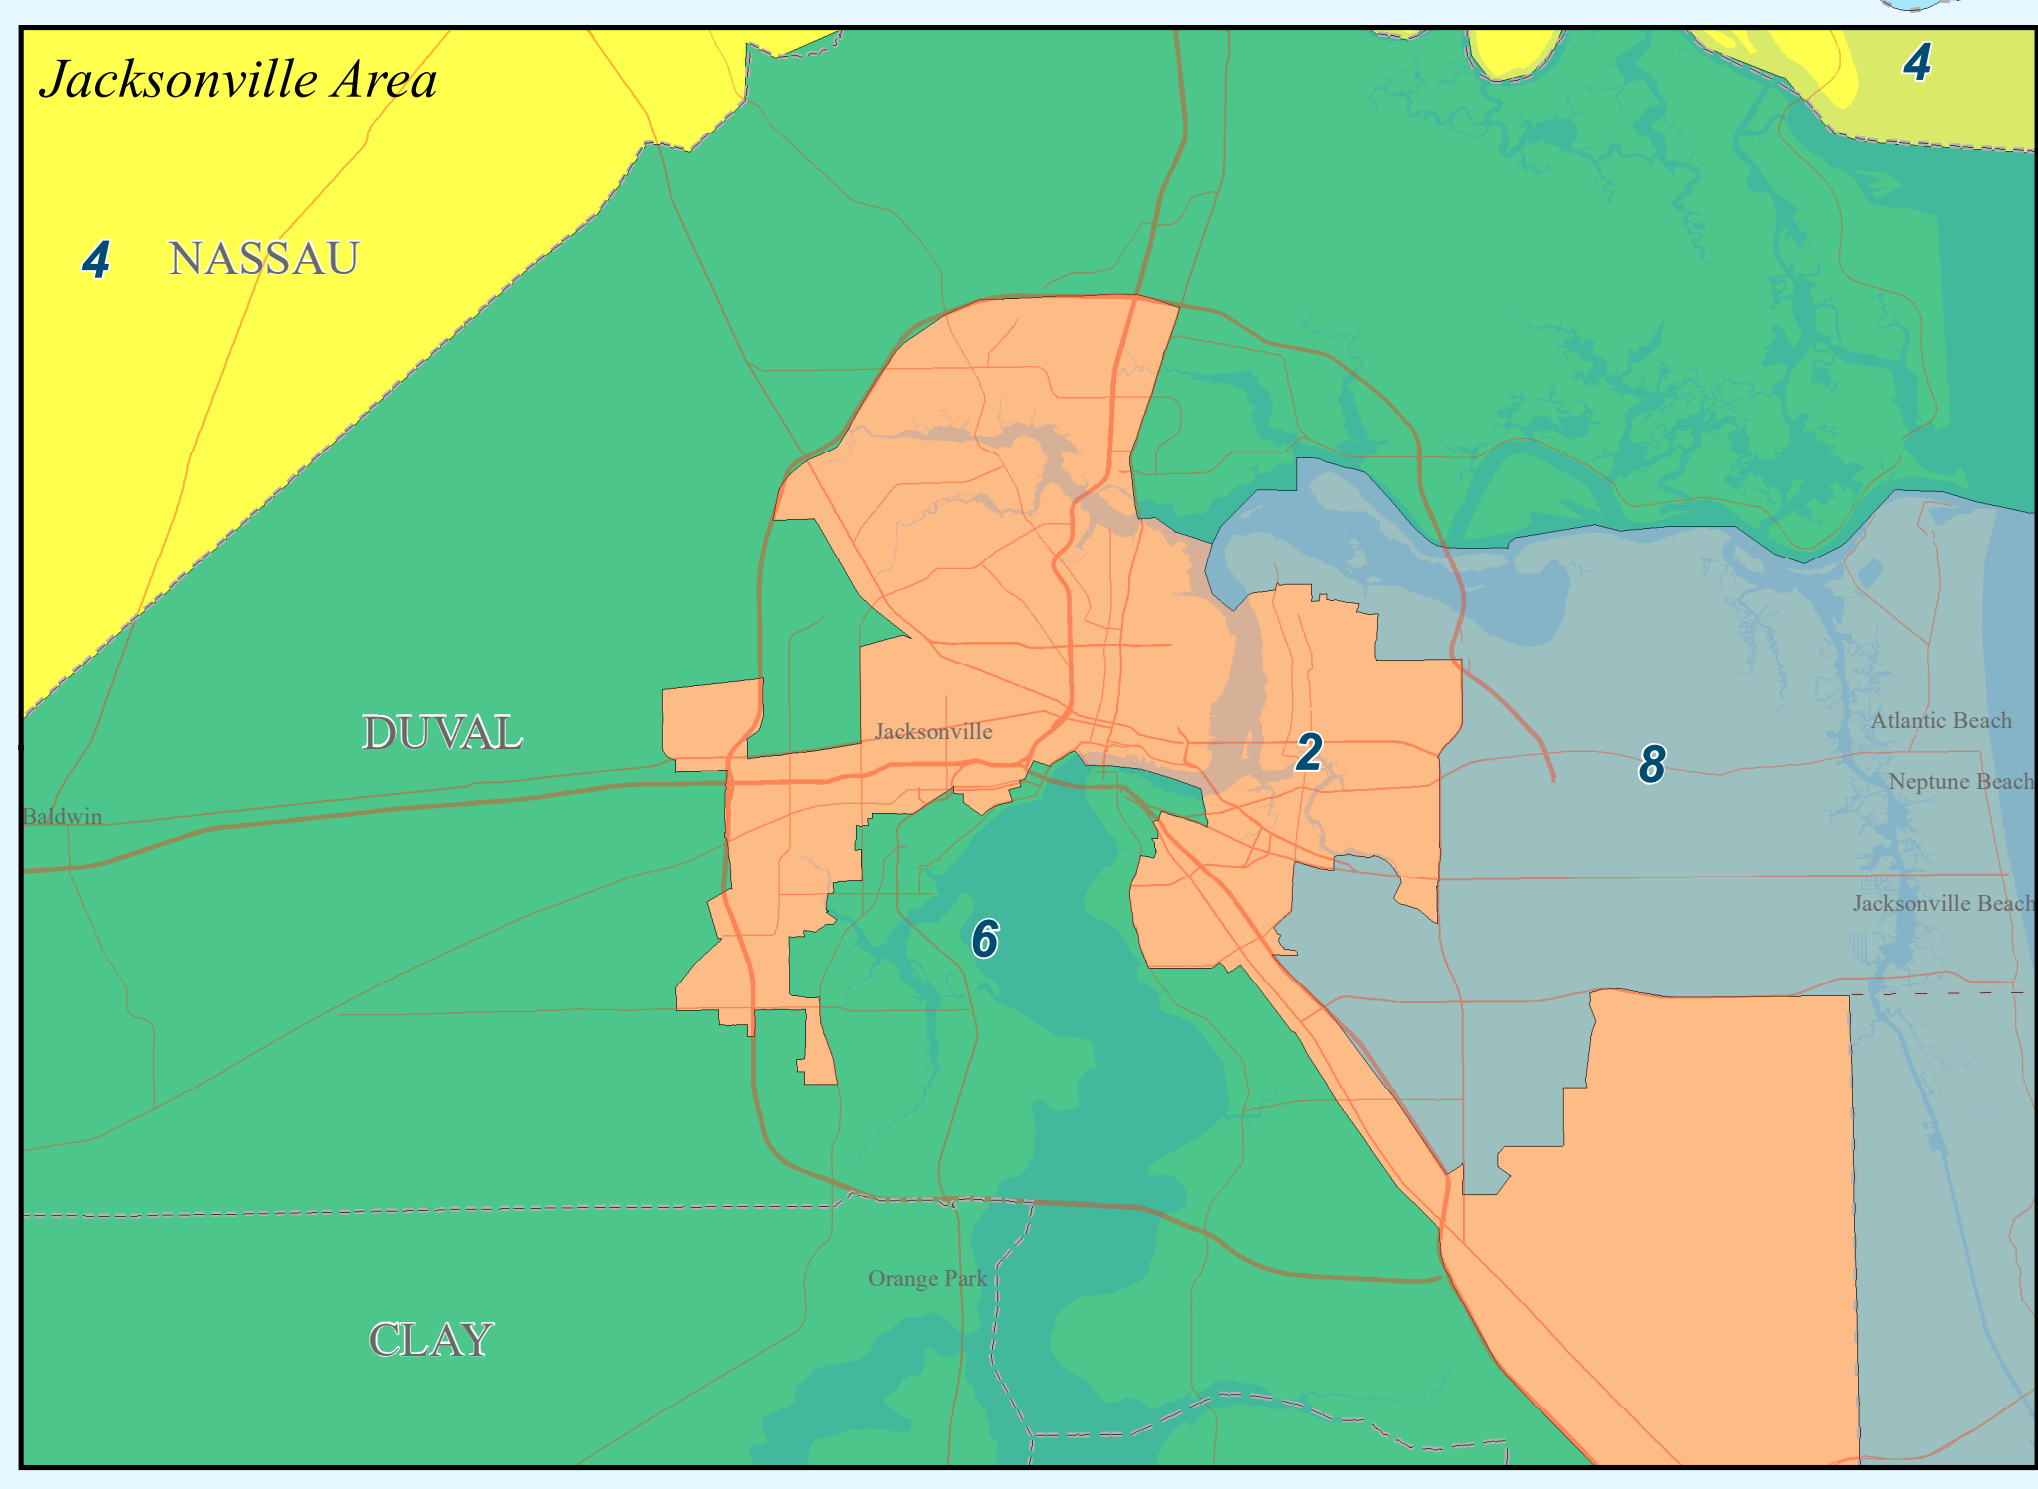 Jacksonville Area
4
4
NASSAU
DUVAL
Jacksonville
2
8
Atlantic Beach
Neptune Beach
Baldwin
Jacksonville Beach
6
Orange Park
CLAY